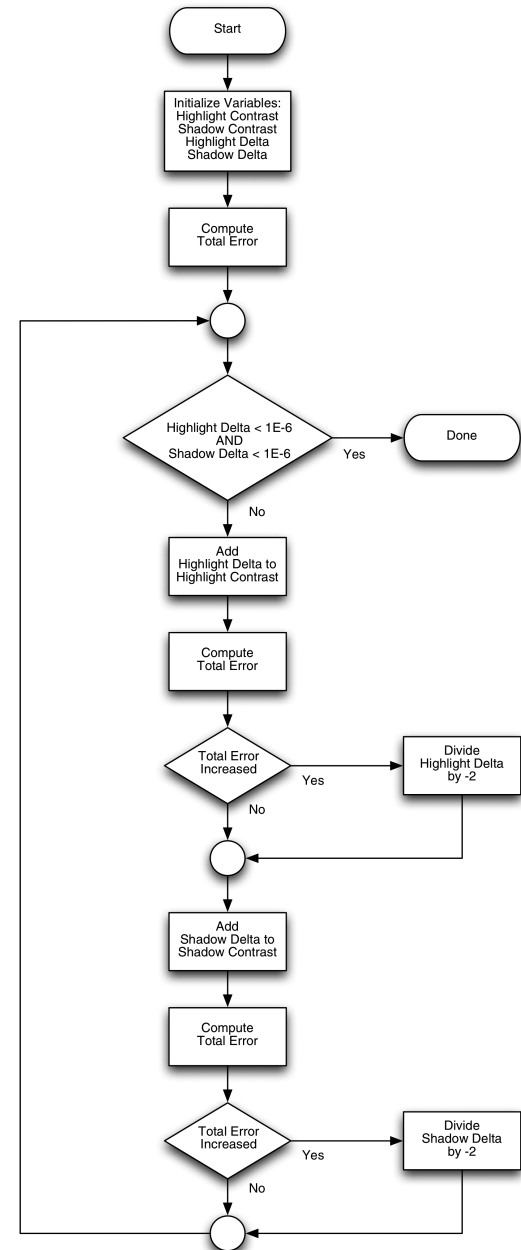 Start
Initialize Variables:
Highlight Contrast
Shadow Contrast
Highlight Delta
Shadow Delta
Compute
Total Error
Highlight Delta < 1E-6
AND
Shadow Delta < 1E-6
Yes
Done
No
Add
Highlight Delta to
Highlight Contrast
Compute
Total Error
Total Error
Increased
Yes
Divide
Highlight Delta
by -2
No
Add
Shadow Delta to
Shadow Contrast
Compute
Total Error
Total Error
Increased
Yes
Divide
Shadow Delta
by -2
No